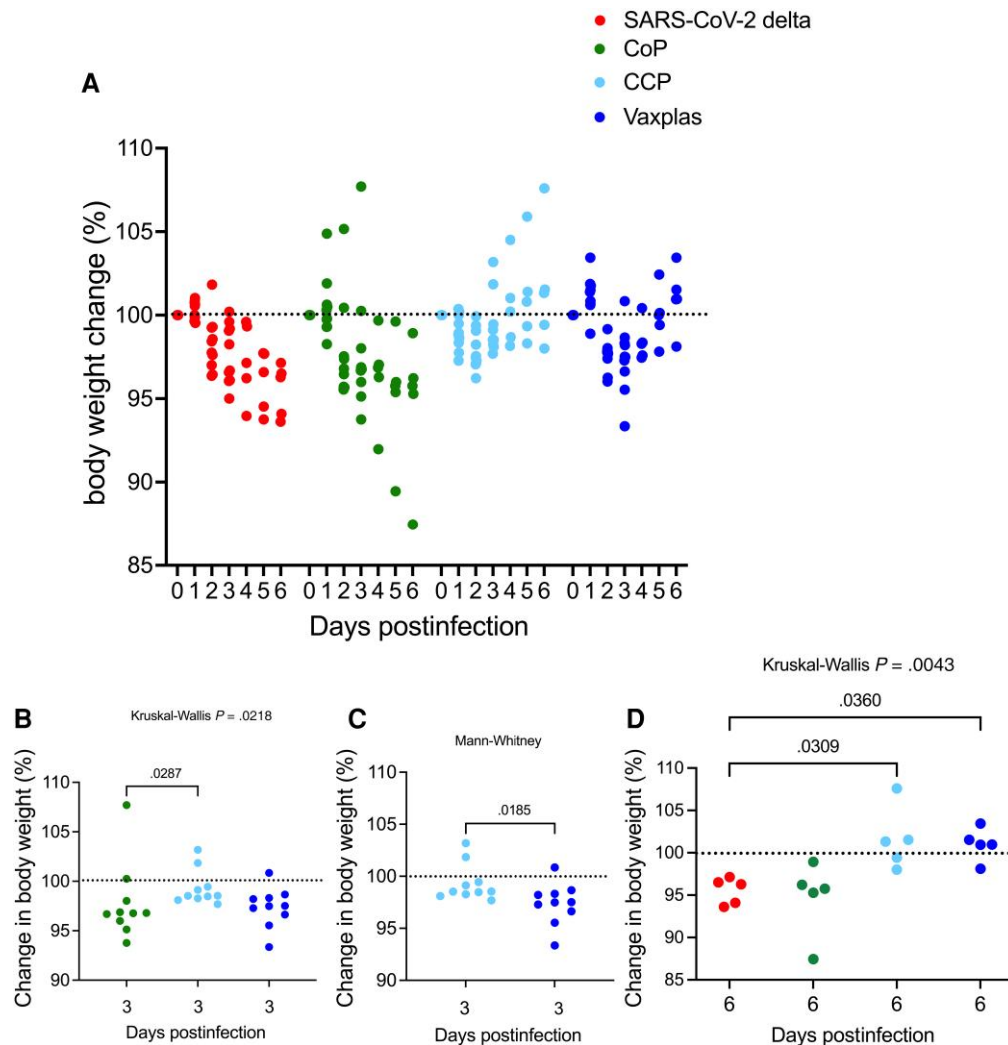 SARS-CoV-2 delta
CoP
CCP
Vaxplas
A
110
105
100
95
90
85
body weight change (%)
0 1 2 3 4 5 6 0 1 2 3 4 5 6 0 1 2 3 4 5 6 0 1 2 3 4 5 6
Days postinfection
B
Kruskal-Wallis P = .0218
.0287
110
105
100
95
90
Change in body weight (%)
3 3 3
Days postinfection
C
Mann-Whitney
.0185
110
105
100
95
90
Change in body weight (%)
3 3
Days postinfection
D
Kruskal-Wallis P = .0043
.0360
.0309
110
105
100
95
90
85
Change in body weight (%)
6 6 6 6
Days postinfection